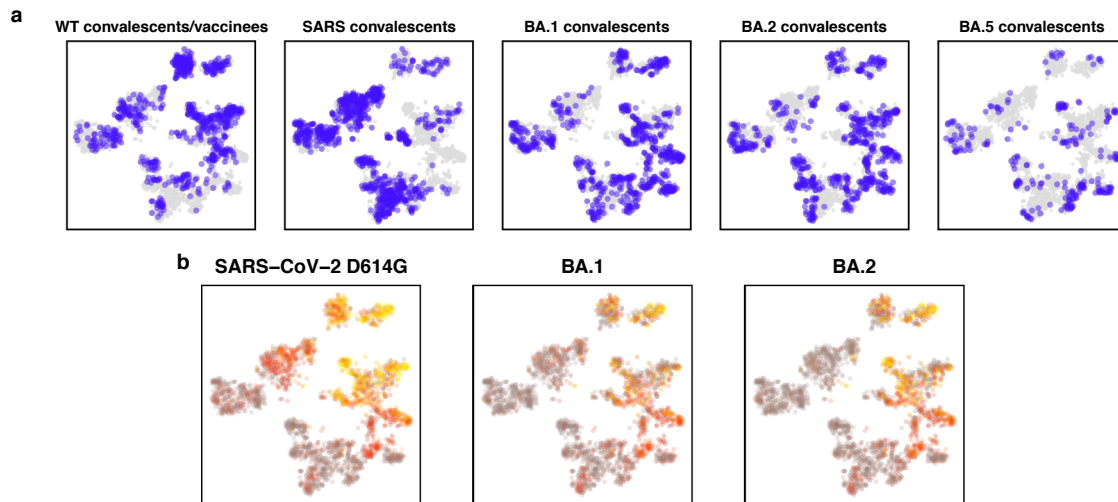 a
WT convalescents/vaccinees SARS convalescents BA.1 convalescents BA.2 convalescents BA.5 convalescents
b
SARS–CoV–2 D614G BA.1 BA.2